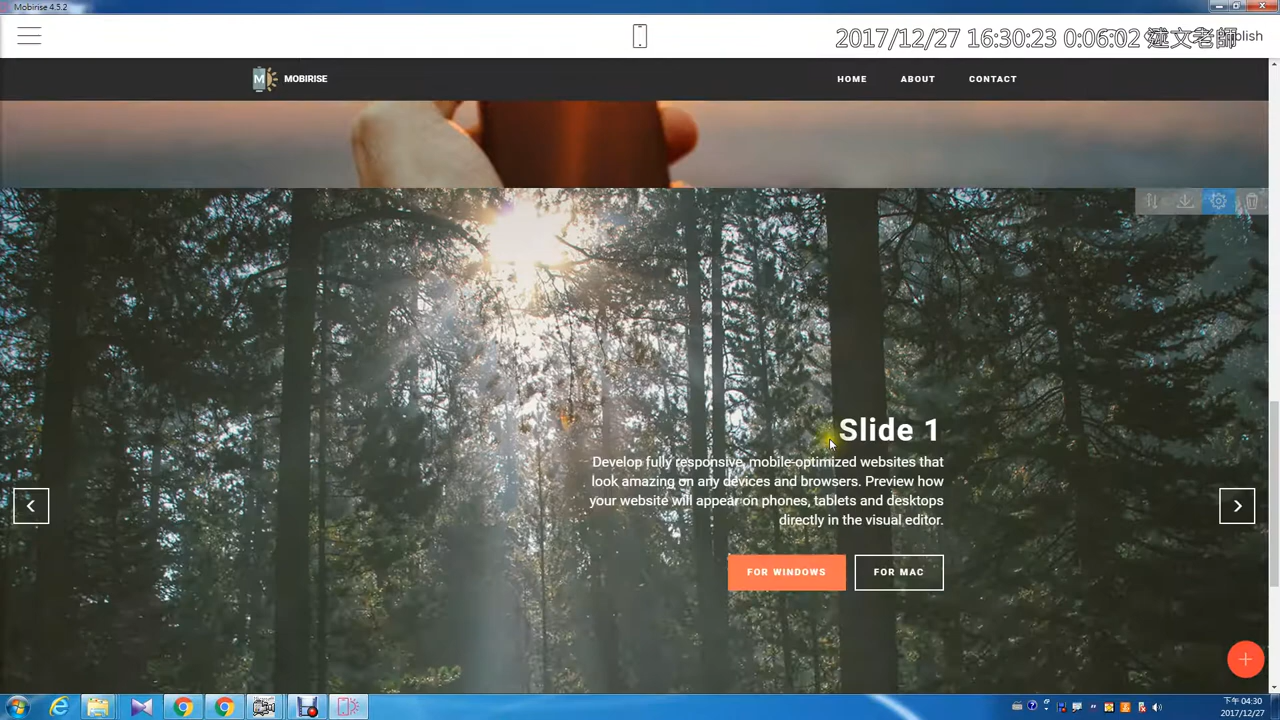 Mobirise 4.5.2
2017/12/27 16:30:23 0:06:02
老師
M MOBIRISE
HOME
ABOUT
CONTACT
Slide 1
Develop fully responsive, mobile-optimized websites that
look amazing on any devices and browsers. Preview how
your website will appear on phones, tablets and desktops
directly in the visual editor.
FOR WINDOWS
FOR MAC
下午 04:30
2017/12/27